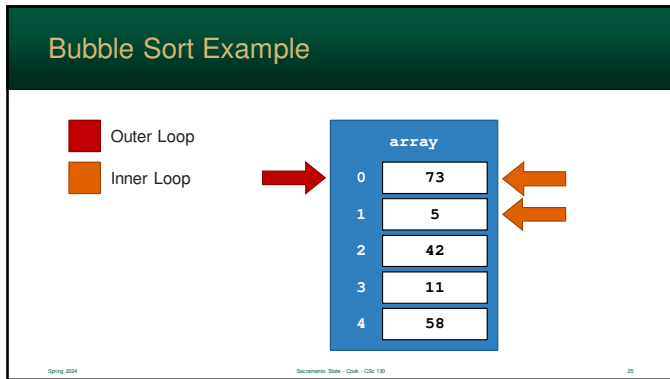 Bubble Sort Example
Outer Loop
Inner Loop
array
0 73
1 5
2 42
3 11
4 58
Spring 2024 Sacramento State - Cook - CSc 130 25